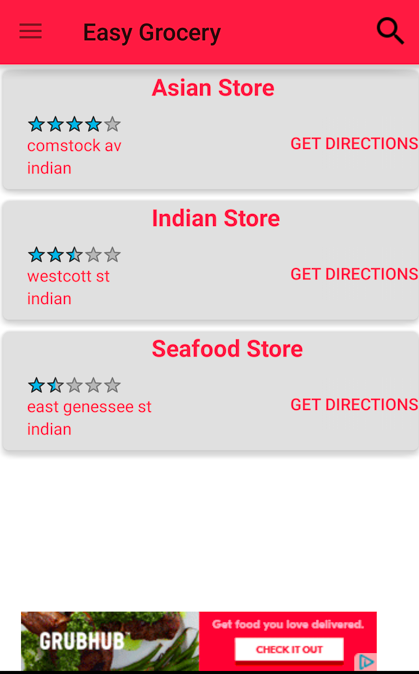 Easy Grocery
Asian Store
comstock av
GET DIRECTIONS
indian
Indian Store
westcott st
GET DIRECTIONS
indian
Seafood Store
east genessee st
GET DIRECTIONS
indian
GRUBHUB
Get food you love delivered.
CHECK IT OUT